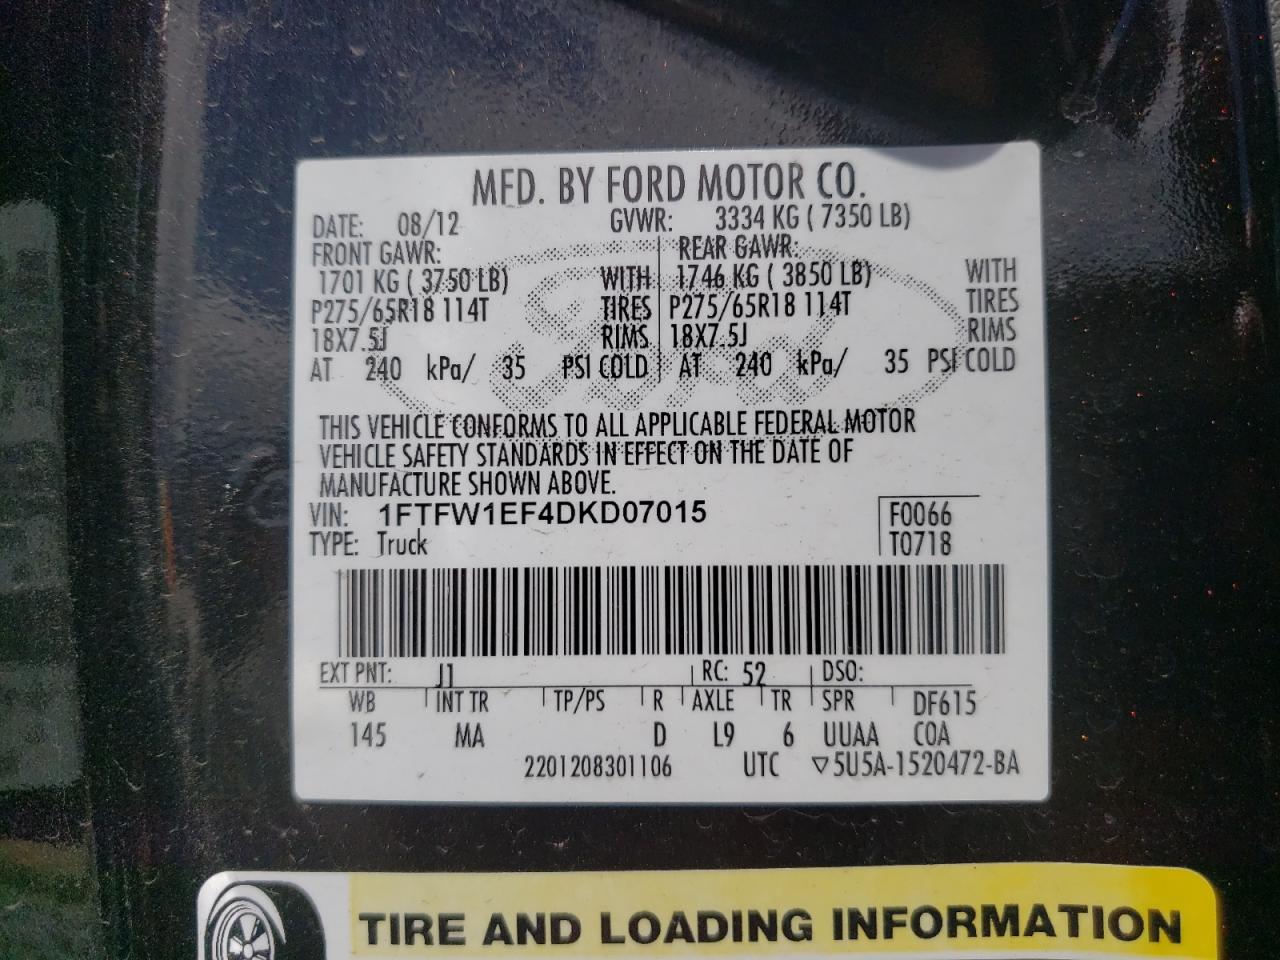 MFD. BY FORD MOTOR CO.
DATE: 08/12 GVWR: 3334 KG ( 7350 LB)
FRONT GAWR: REAR GAWR:
1701 KG ( 3750 LB) WITH 1746 KG ( 3850 LB) WITH
P275/65R18 114T TIRES P275/65R18 114T TIRES
18X7.5J RIMS 18X7.5J RIMS
AT 240 kPa/ 35 PSI COLD AT 240 kPa/ 35 PSI COLD
THIS VEHICLE CONFORMS TO ALL APPLICABLE FEDERAL MOTOR
VEHICLE SAFETY STANDARDS IN EFFECT ON THE DATE OF
MANUFACTURE SHOWN ABOVE.
VIN: 1FTFW1EF4DKD07015 F0066
TYPE: Truck T0718
EXT PNT: J1 RC: 52 DSO:
WB INT TR TP/PS R AXLE TR SPR DF615
145 MA D L9 6 UUAA COA
2201208301106 UTC ▽5U5A-1520472-BA
TIRE AND LOADING INFORMATION